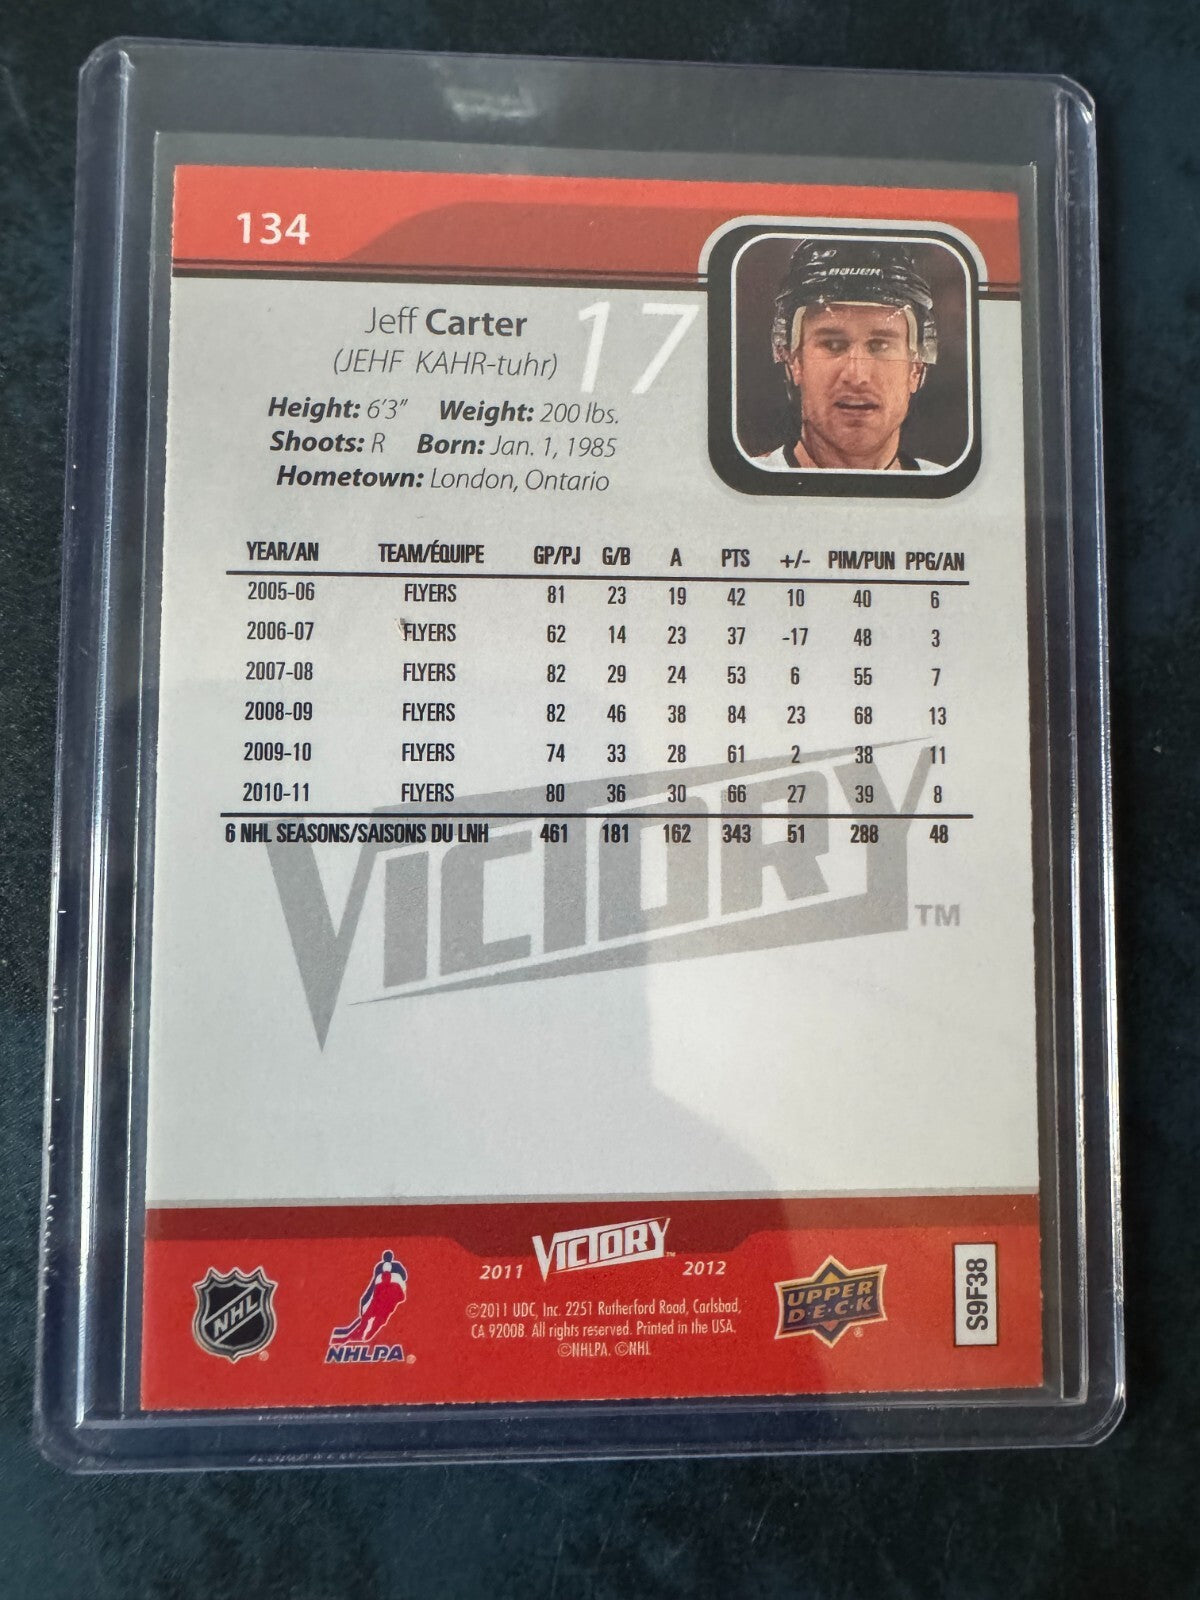 134
BAUER
Jeff Carter
17
(JEHF KAHR-tuhr)
Height: 6'3" Weight: 200 lbs.
Shoots: R Born: Jan. 1, 1985
Hometown: London, Ontario
YEAR/AN TEAM/ÉQUIPE GP/PJ G/B A PTS +/- PIM/PUN PPG/AN
2005-06 FLYERS 81 23 19 42 10 40 6
2006-07 FLYERS 62 14 23 37 -17 48 3
2007-08 FLYERS 82 29 24 53 6 55 7
2008-09 FLYERS 82 46 38 84 23 68 13
2009-10 FLYERS 74 33 28 61 2 38 11
2010-11 FLYERS 80 36 30 66 27 39 8
6 NHL SEASONS/SAISONS DU LNH 461 181 162 343 51 288 48
VICTORY TM
2011 VICTORY TM 2012
NHL ®
NHLPA ®
©2011 UDC, Inc. 2251 Rutherford Road, Carlsbad,
CA 92008. All rights reserved. Printed in the USA.
©NHLPA. ©NHL
UPPER
D·E·C·K ®
S9F38